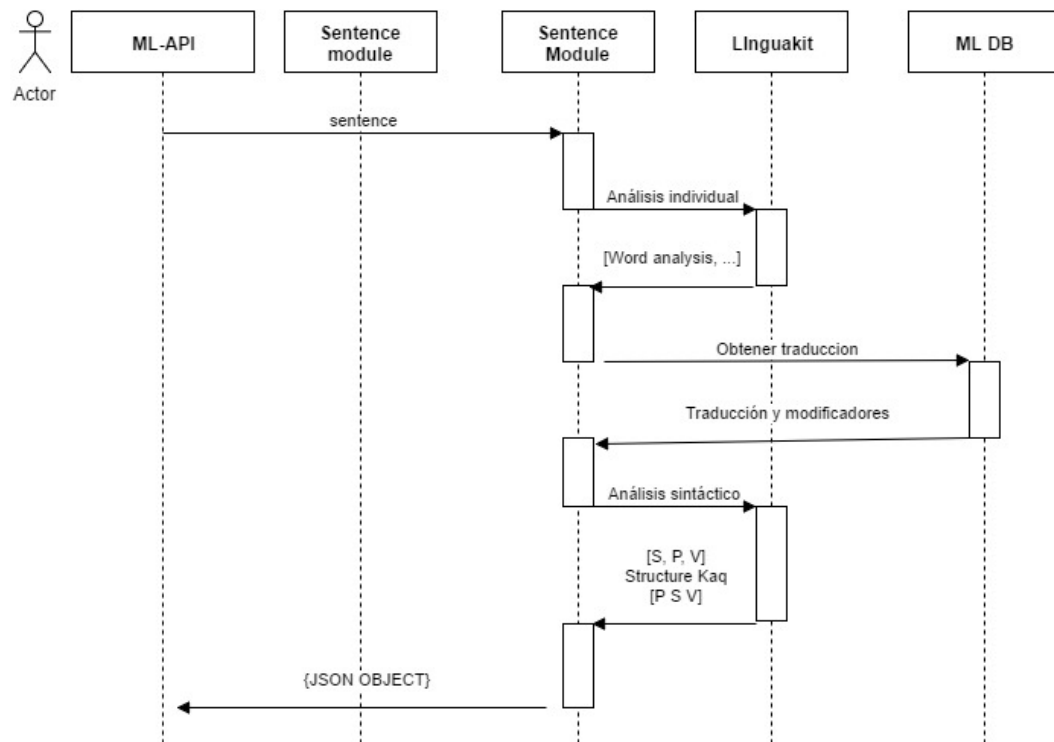 ML-API
Sentence
module
Sentence
Module
LInguakit
ML DB
Actor
sentence
Análisis individual
[Word analysis, ...]
Obtener traduccion
Traducción y modificadores
Análisis sintáctico
[S, P, V]
Structure Kaq
[P S V]
{JSON OBJECT}